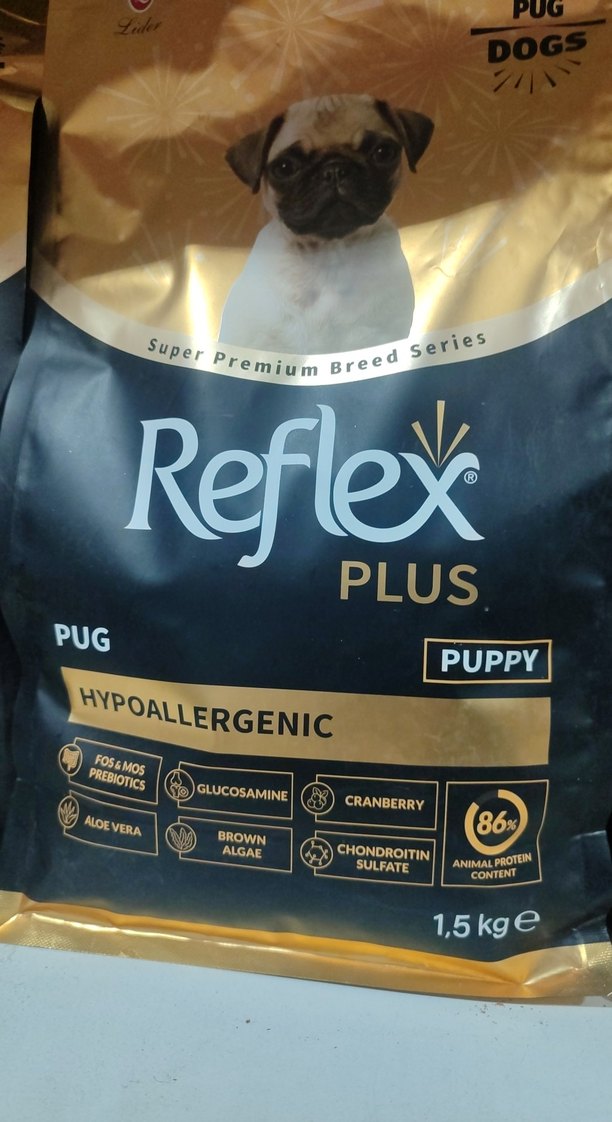 Lider
PUG
DOGS
Super Premium Breed Series
Reflex®
PLUS
PUG
PUPPY
HYPOALLERGENIC
FOS & MOS
PREBIOTICS
GLUCOSAMINE
CRANBERRY
ALOE VERA
BROWN
ALGAE
CHONDROITIN
SULFATE
86%
ANIMAL PROTEIN
CONTENT
1,5 kg e